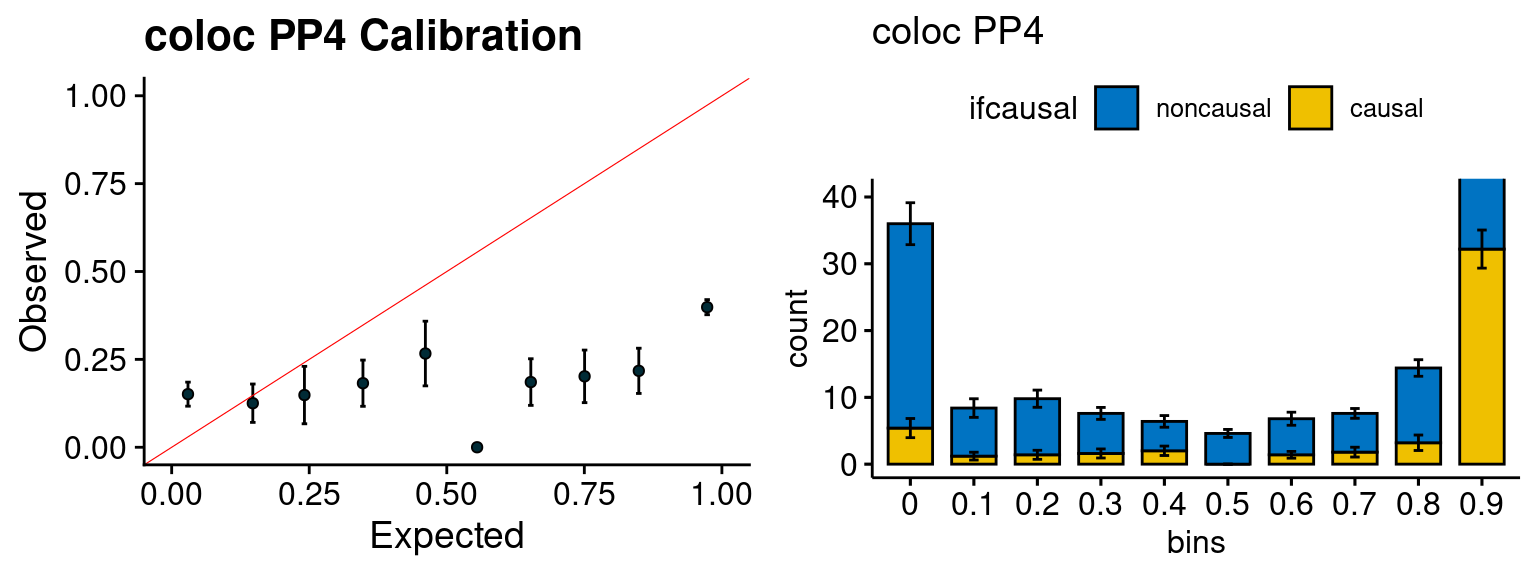 coloc PP4 Calibration
Observed
1.00
0.75
0.50
0.25
0.00
0.00 0.25 0.50 0.75 1.00
Expected
coloc PP4
ifcausal noncausal causal
count
40
30
20
10
0
0 0.1 0.2 0.3 0.4 0.5 0.6 0.7 0.8 0.9
bins